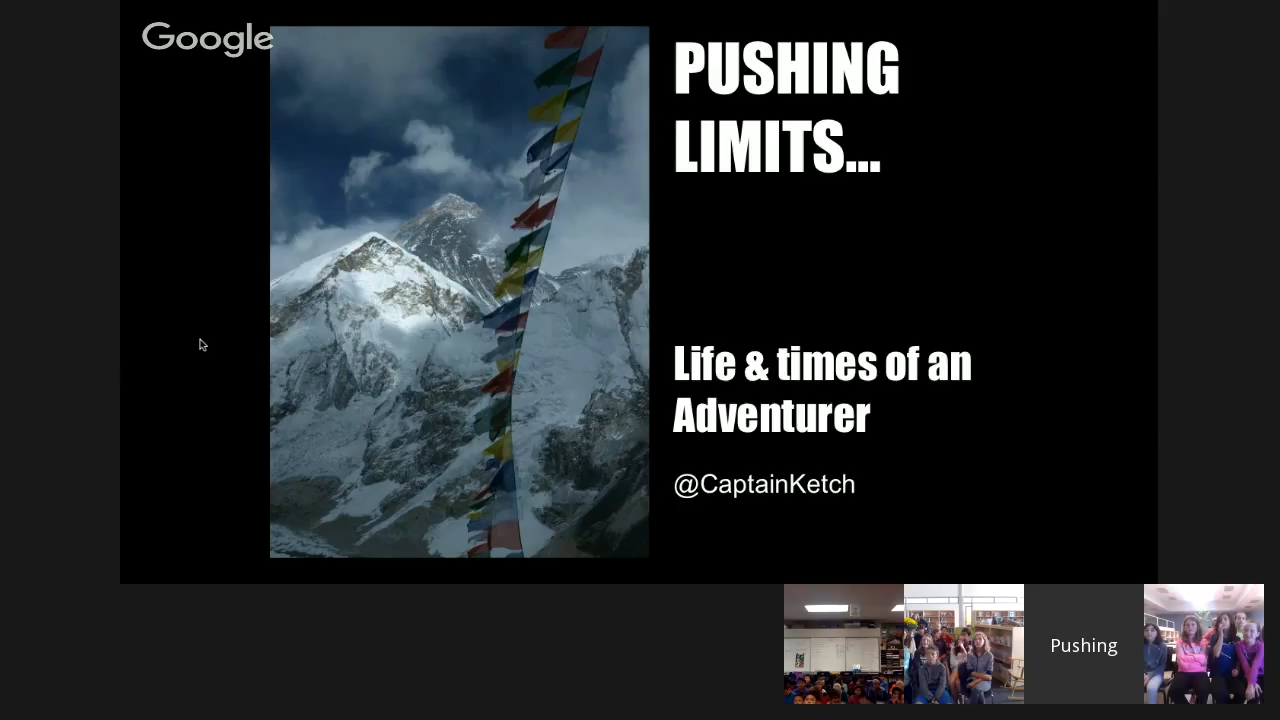 Google
PUSHING
LIMITS...
Life & times of an
Adventurer
@CaptainKetch
Pushing